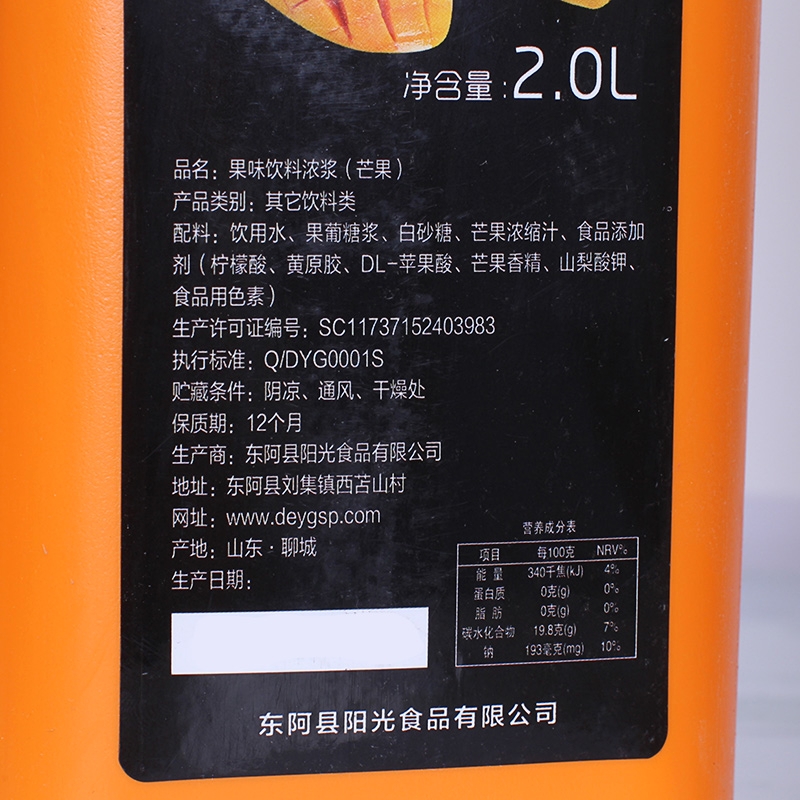 净含量:2.0L
品名：果味饮料浓浆（芒果）
产品类别：其它饮料类
配料：饮用水、果葡糖浆、白砂糖、芒果浓缩汁、食品添加
剂（柠檬酸、黄原胶、DL-苹果酸、芒果香精、山梨酸钾、
食品用色素）
生产许可证编号：SC11737152403983
执行标准：Q/DYG0001S
贮藏条件：阴凉、通风、干燥处
保质期：12个月
生产商：东阿县阳光食品有限公司
地址：东阿县刘集镇西苫山村
网址：www.deygsp.com
产地：山东·聊城
生产日期：
营养成分表
项目 每100克 NRV%
能 量 340千焦(kJ) 4%
蛋白质 0克(g) 0%
脂 肪 0克(g) 0%
碳水化合物 19.8克(g) 7%
钠 193毫克(mg) 10%
东阿县阳光食品有限公司